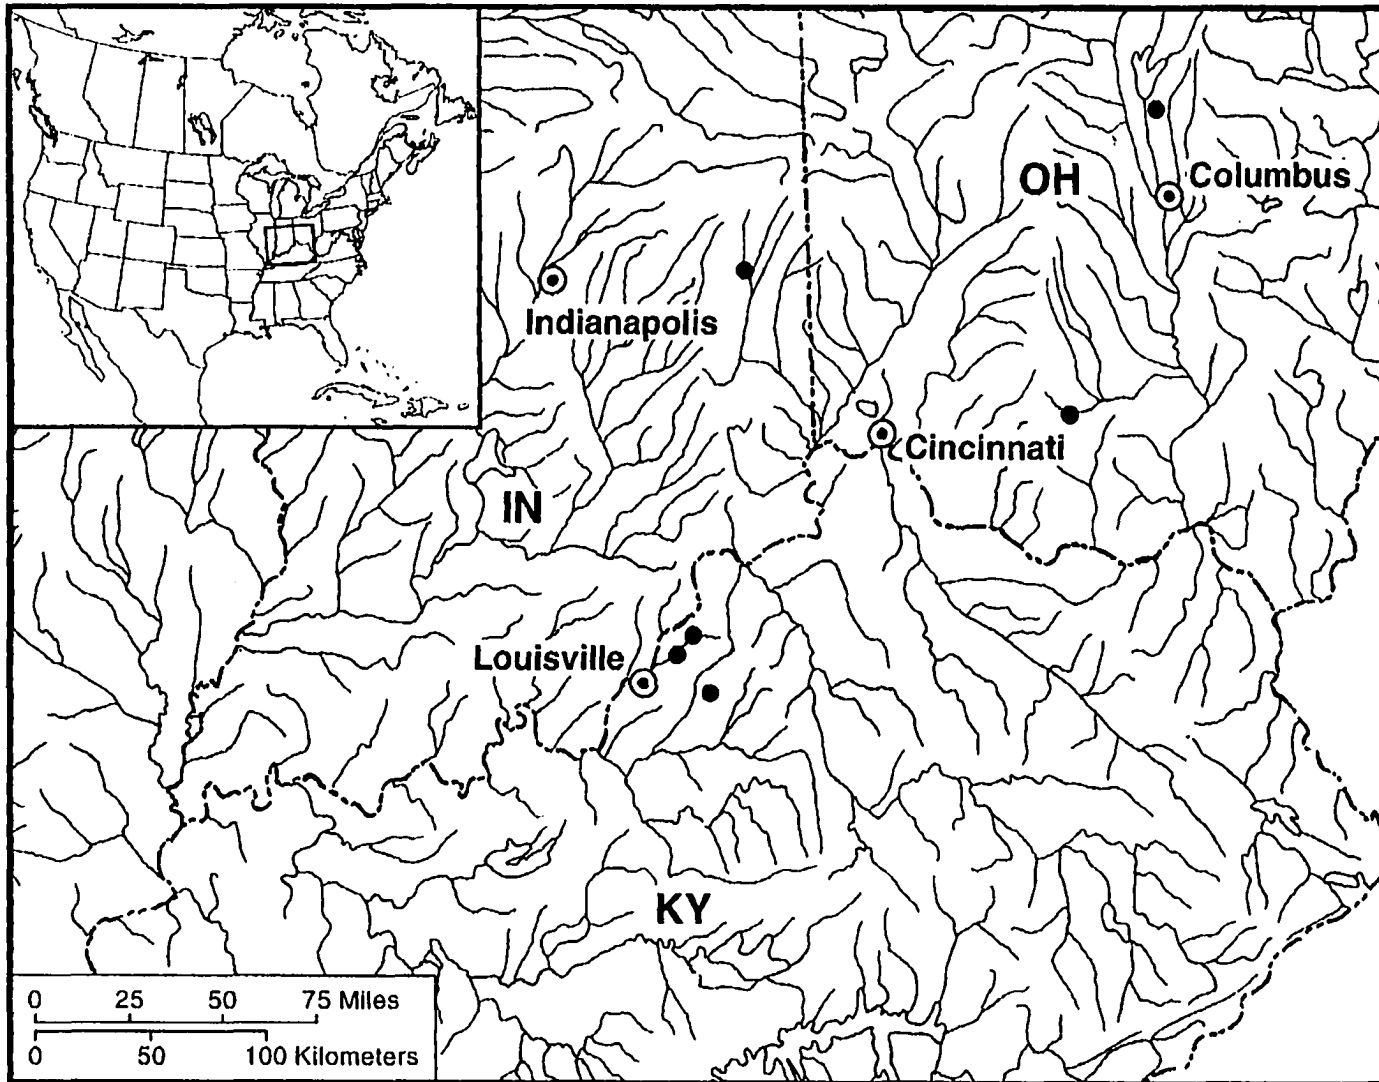 OH
Columbus
Indianapolis
Cincinnati
IN
Louisville
KY
0 25 50 75 Miles
0 50 100 Kilometers